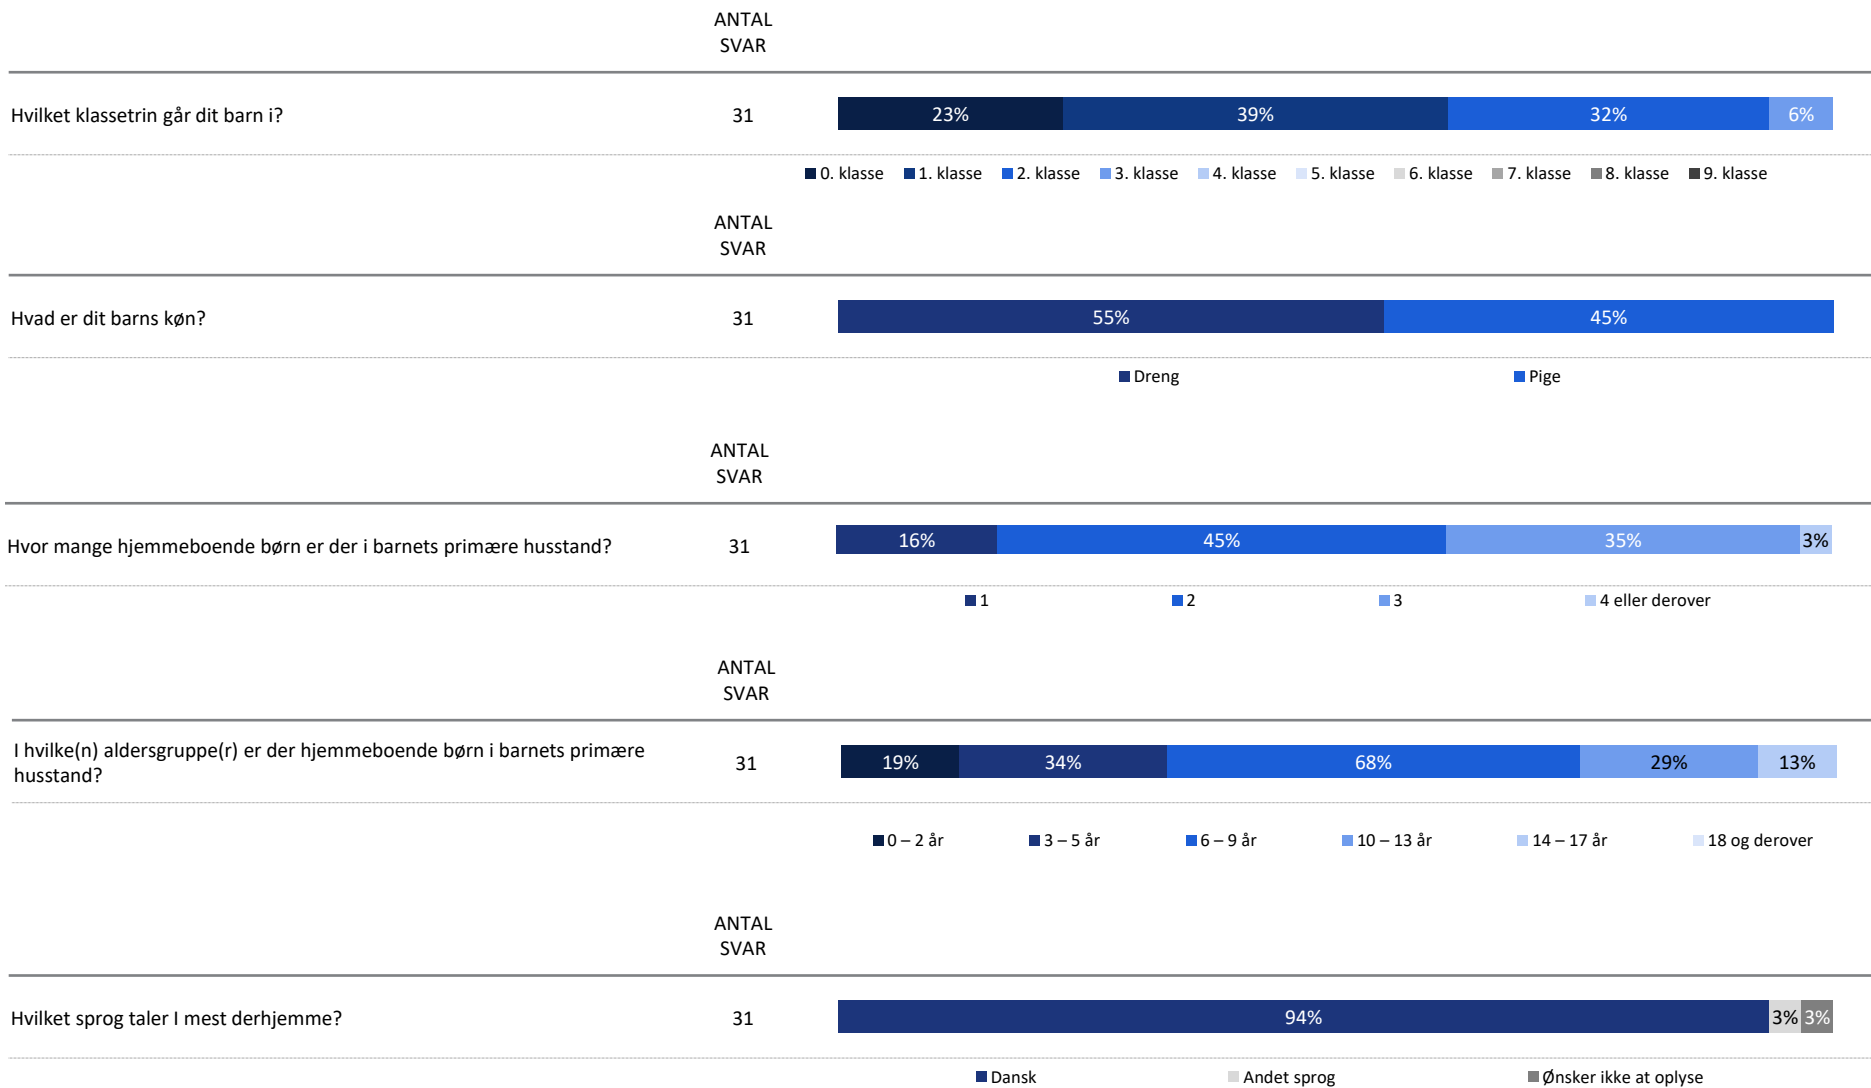 ANTAL
SVAR
Hvilket klassetrin går dit barn i? 31 23% 39% 32% 6%
0. klasse 1. klasse 2. klasse 3. klasse 4. klasse 5. klasse 6. klasse 7. klasse 8. klasse 9. klasse
ANTAL
SVAR
Hvad er dit barns køn? 31 55% 45%
Dreng Pige
ANTAL
SVAR
Hvor mange hjemmeboende børn er der i barnets primære husstand? 31 16% 45% 35% 3%
1 2 3 4 eller derover
ANTAL
SVAR
I hvilke(n) aldersgruppe(r) er der hjemmeboende børn i barnets primære
husstand? 31 19% 34% 68% 29% 13%
0 – 2 år 3 – 5 år 6 – 9 år 10 – 13 år 14 – 17 år 18 og derover
ANTAL
SVAR
Hvilket sprog taler I mest derhjemme? 31 94% 3% 3%
Dansk Andet sprog Ønsker ikke at oplyse